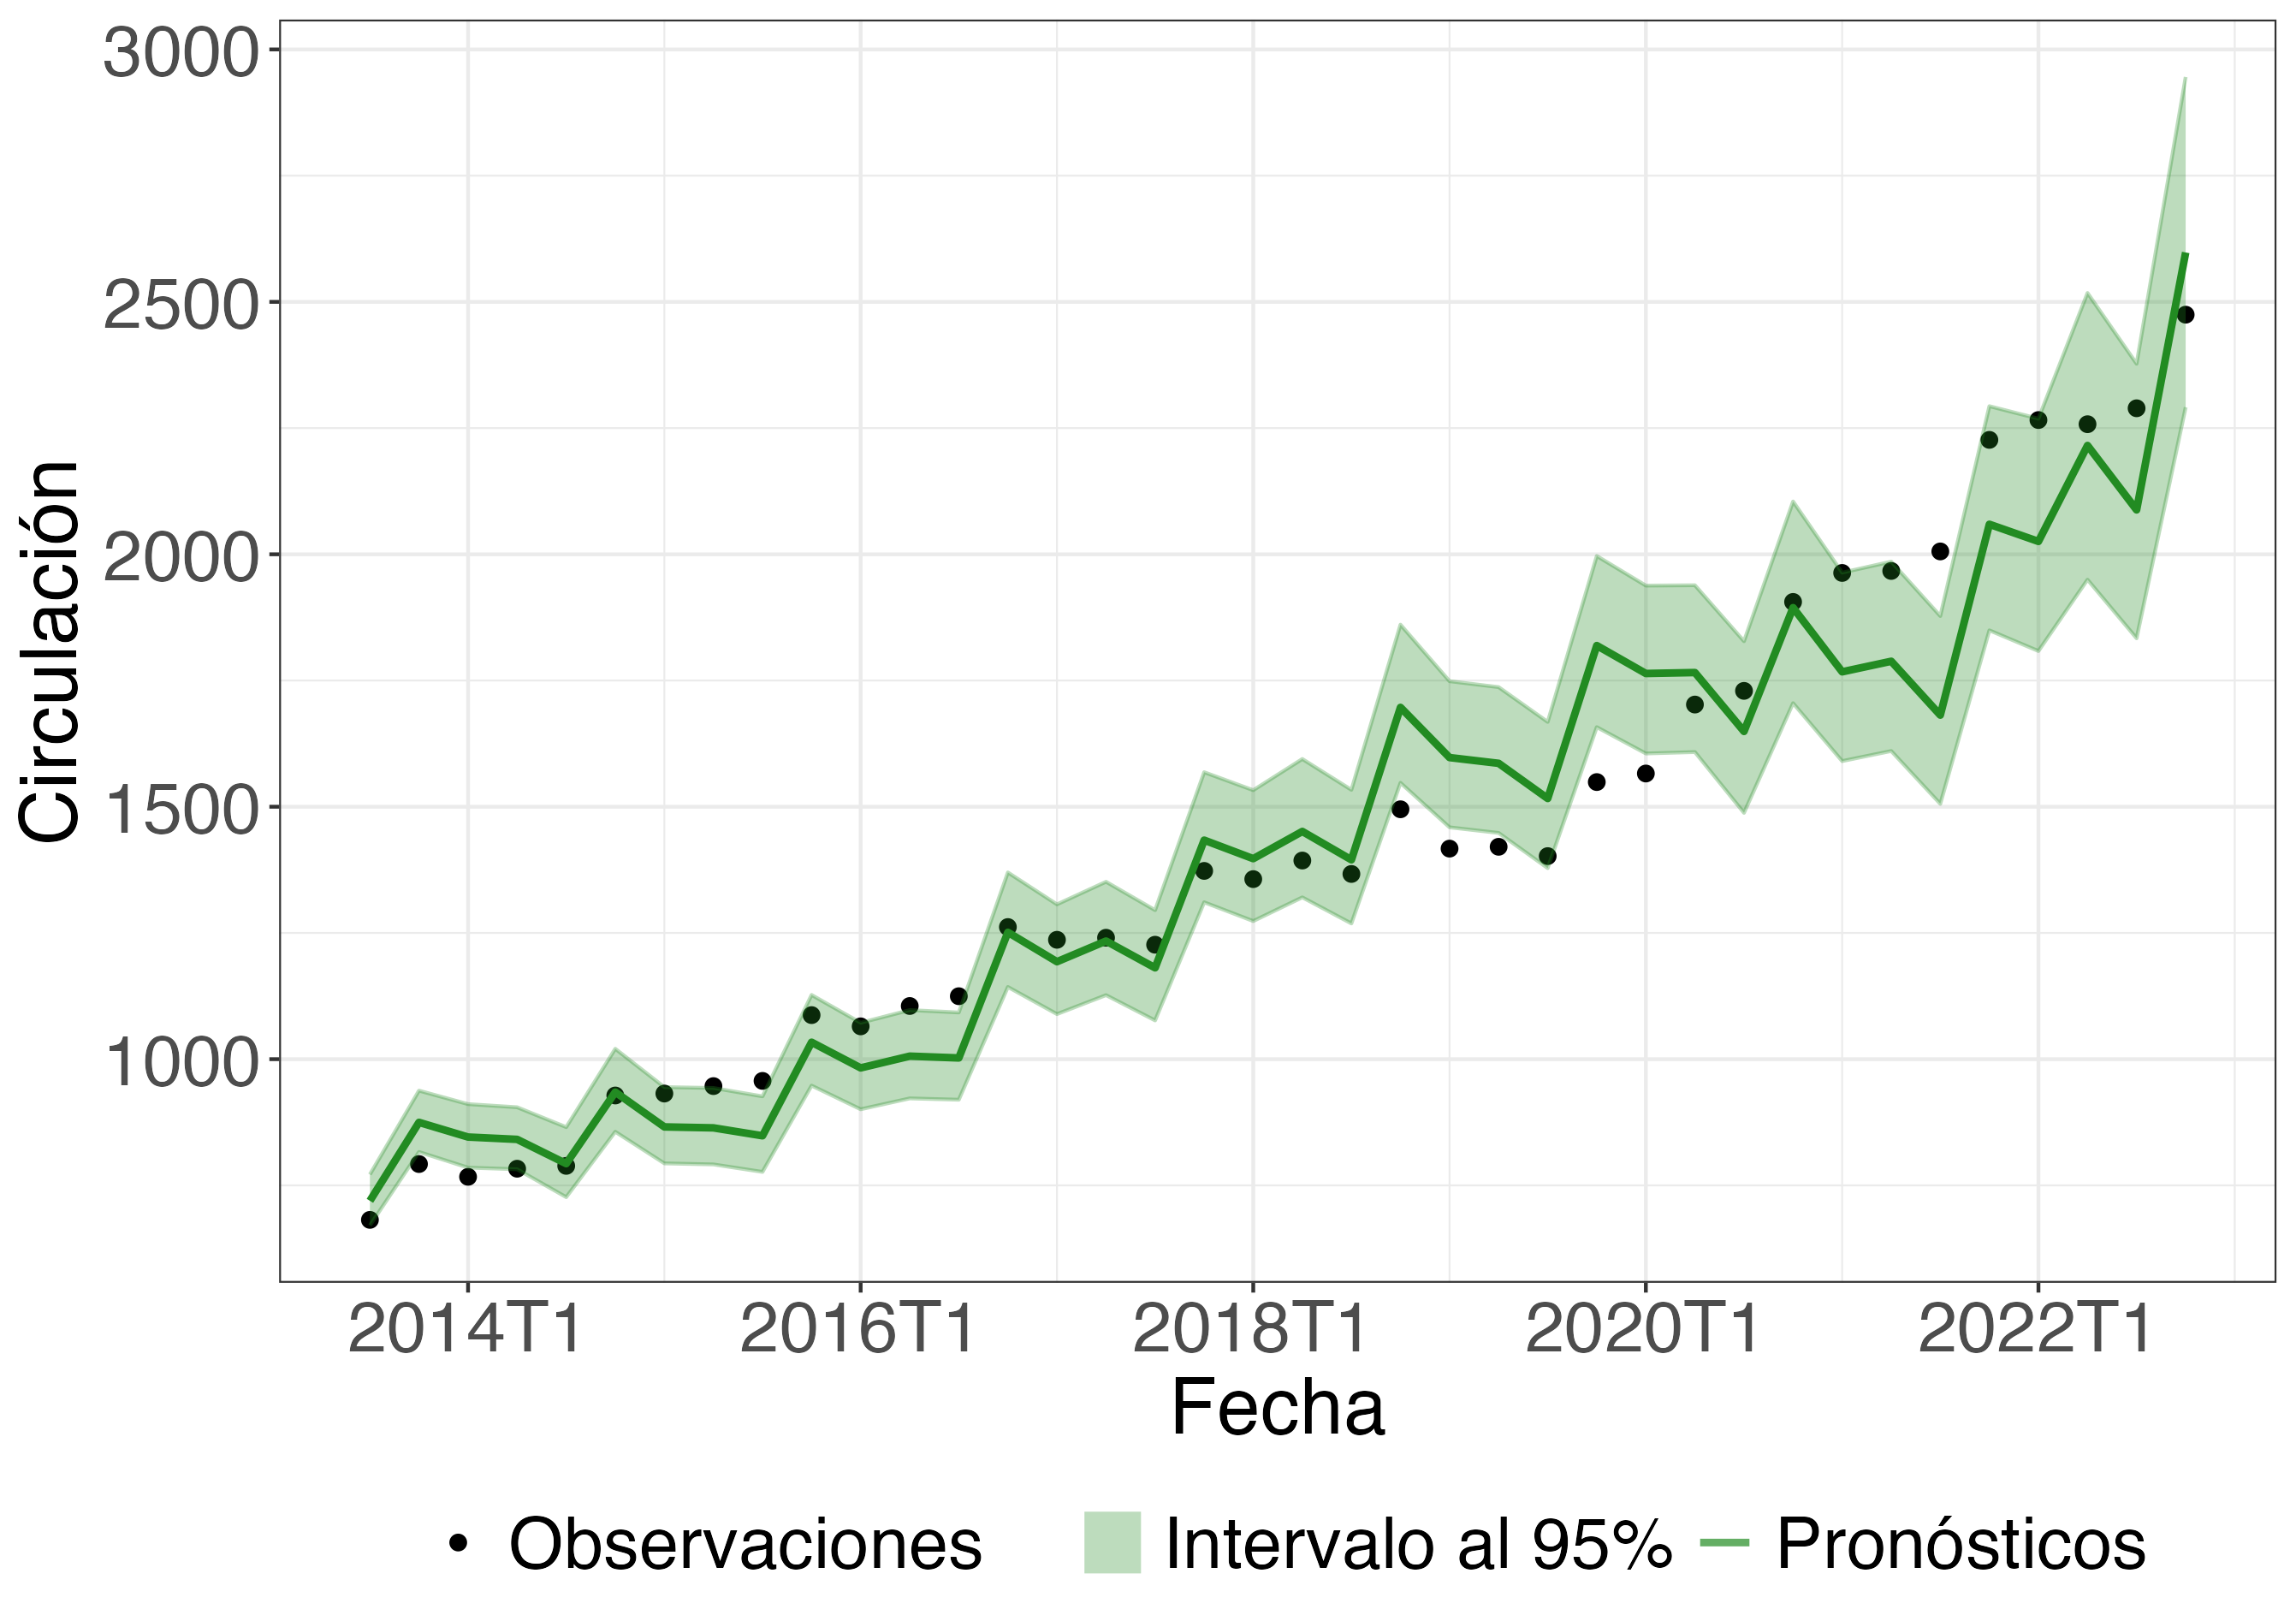 Circulación
3000
2500
2000
1500
1000
2014T1 2016T1 2018T1 2020T1 2022T1
Fecha
Observaciones Intervalo al 95% Pronósticos